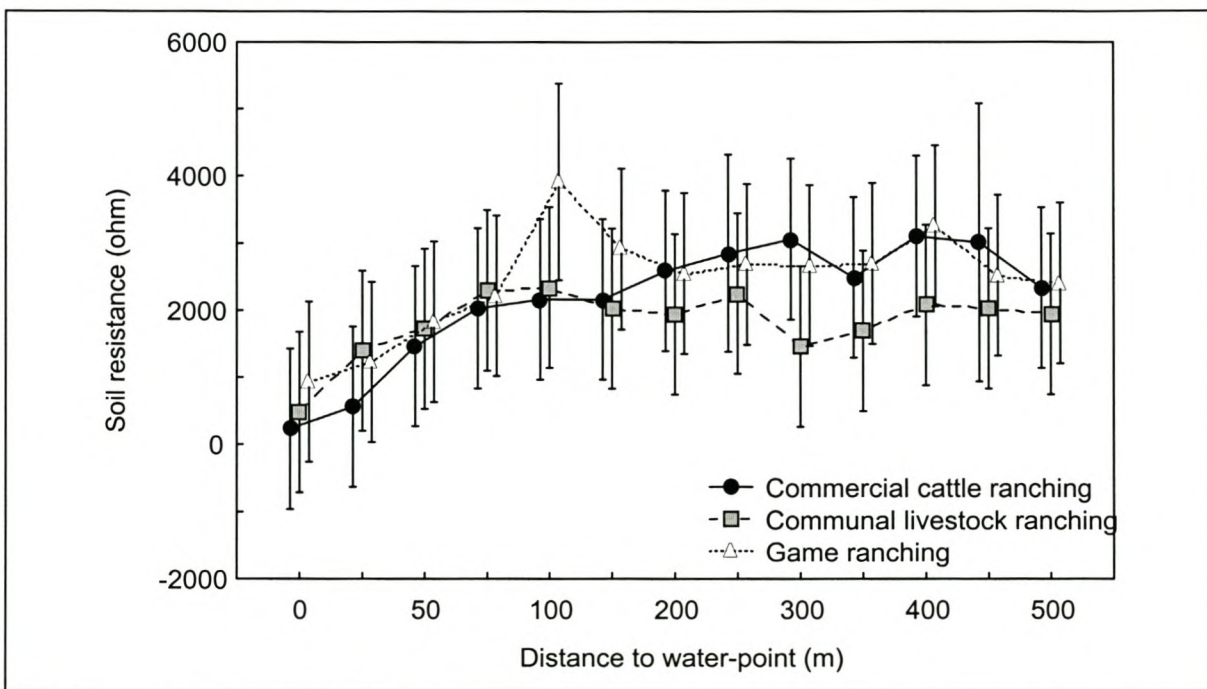 6000
4000
2000
0
-2000
Soil resistance (ohm)
Commercial cattle ranching
Communal livestock ranching
Game ranching
0 50 100 200 300 400 500
Distance to water-point (m)